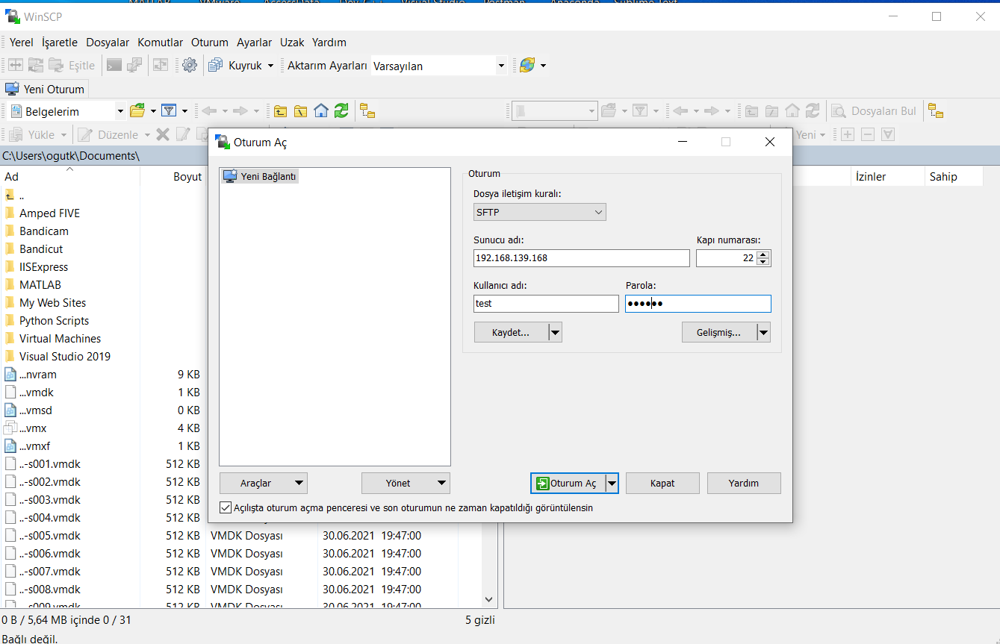 WinSCP
Yerel İşaretle Dosyalar Komutlar Oturum Ayarlar Uzak Yardım
Eşitle Kuyruk Aktarım Ayarları Varsayılan
Yeni Oturum
Belgelerim Dosyaları Bul
Yükle Düzenle Yeni
C:\Users\ogutk\Documents\
Ad Boyut İzinler Sahip
..
Amped FIVE
Bandicam
Bandicut
IISExpress
MATLAB
My Web Sites
Python Scripts
Virtual Machines
Visual Studio 2019
...nvram 9 KB
...vmdk 1 KB
...vmsd 0 KB
...vmx 4 KB
...vmxf 1 KB
..-s001.vmdk 512 KB
..-s002.vmdk 512 KB
..-s003.vmdk 512 KB
..-s004.vmdk 512 KB
..-s005.vmdk 512 KB VMDK Dosyası 30.06.2021 19:47:00
..-s006.vmdk 512 KB VMDK Dosyası 30.06.2021 19:47:00
..-s007.vmdk 512 KB VMDK Dosyası 30.06.2021 19:47:00
..-s008.vmdk 512 KB VMDK Dosyası 30.06.2021 19:47:00
..-s009.vmdk 512 KB VMDK Dosyası 30.06.2021 19:47:00
0 B / 5,64 MB içinde 0 / 31 5 gizli
Bağlı değil.
Oturum Aç
Yeni Bağlantı
Oturum
Dosya iletişim kuralı:
SFTP
Sunucu adı: Kapı numarası:
192.168.139.168 22
Kullanıcı adı: Parola:
test ●●●●●●
Kaydet... Gelişmiş...
Araçlar Yönet Oturum Aç Kapat Yardım
Açılışta oturum açma penceresi ve son oturumun ne zaman kapatıldığı görüntülensin